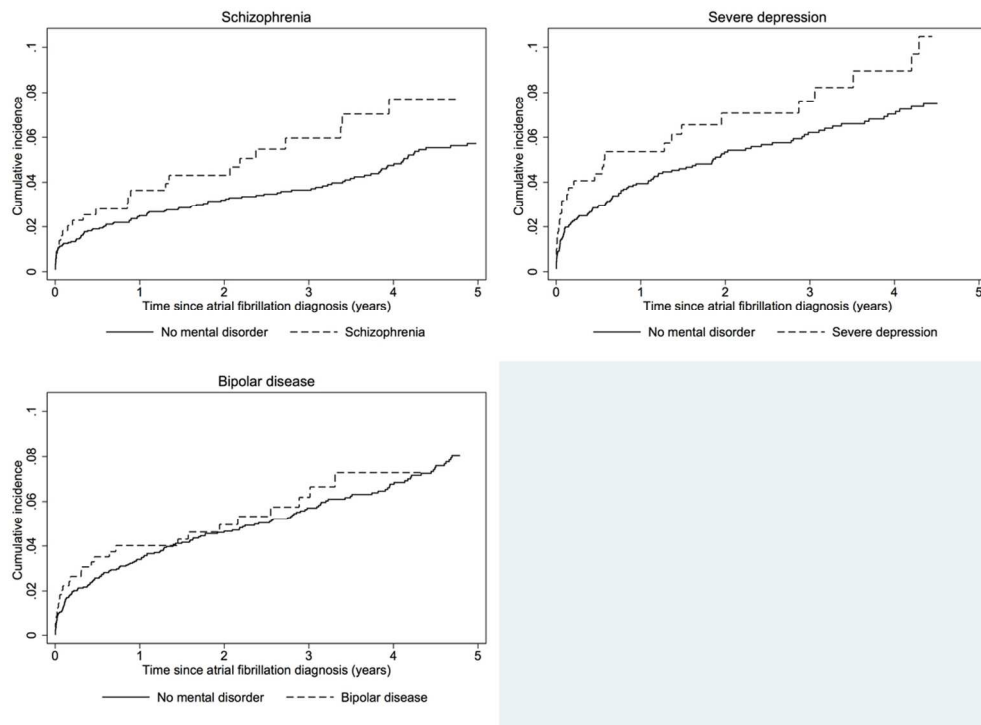 Schizophrenia
Cumulative incidence
.1
.08
.06
.04
.02
0
0 1 2 3 4 5
Time since atrial fibrillation diagnosis (years)
No mental disorder Schizophrenia
Severe depression
Cumulative incidence
.1
.08
.06
.04
.02
0
0 1 2 3 4 5
Time since atrial fibrillation diagnosis (years)
No mental disorder Severe depression
Bipolar disease
Cumulative incidence
.1
.08
.06
.04
.02
0
0 1 2 3 4 5
Time since atrial fibrillation diagnosis (years)
No mental disorder Bipolar disease